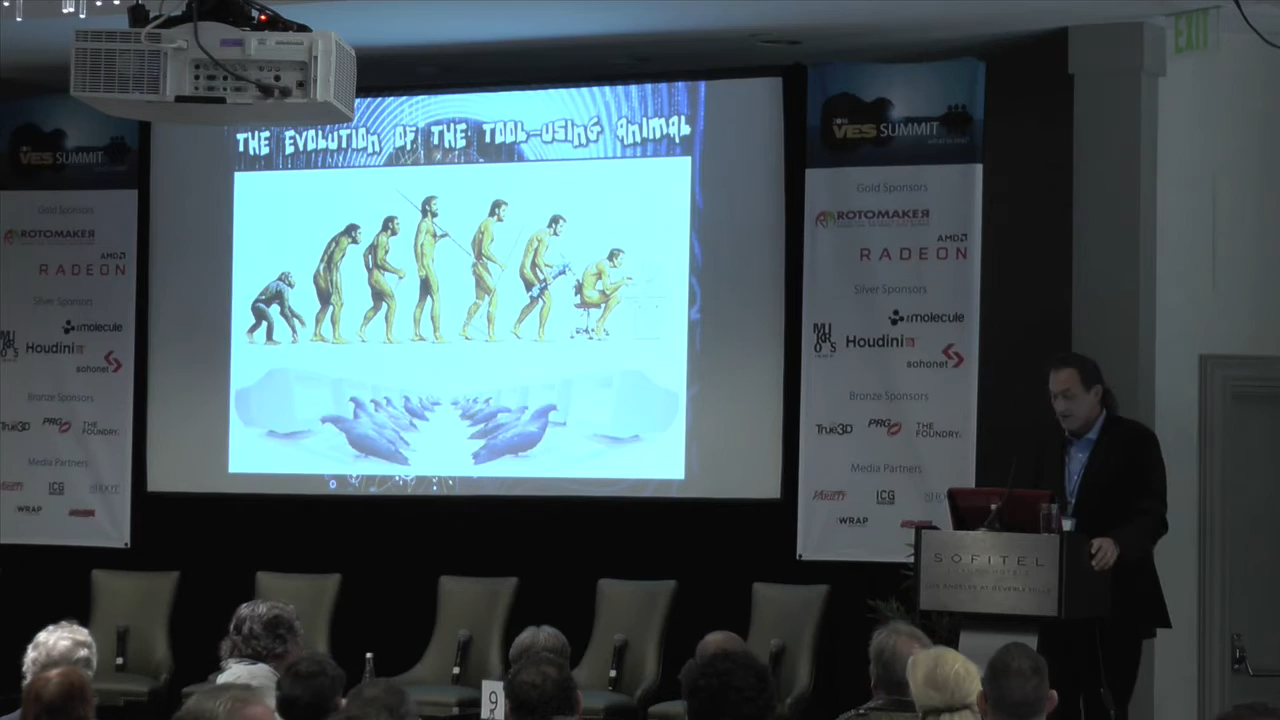 EXIT
THE EVOLUTION OF THE TOOL-USING ANIMAL
VES SUMMIT
Gold Sponsors
ROTOMAKER
AMD
RADEON
Silver Sponsors
molecule
Houdini
sohonet
Bronze Sponsors
True3D
PRG
THE FOUNDRY.
Media Partners
ICG
WRAP
VES SUMMIT
Gold Sponsors
ROTOMAKER
AMD
RADEON
Silver Sponsors
molecule
MIKROS
Houdini
sohonet
Bronze Sponsors
True3D
PRG
THE FOUNDRY.
Media Partners
VARIETY
ICG
WRAP
SOFITEL
LOS ANGELES AT BEVERLY HILLS
9